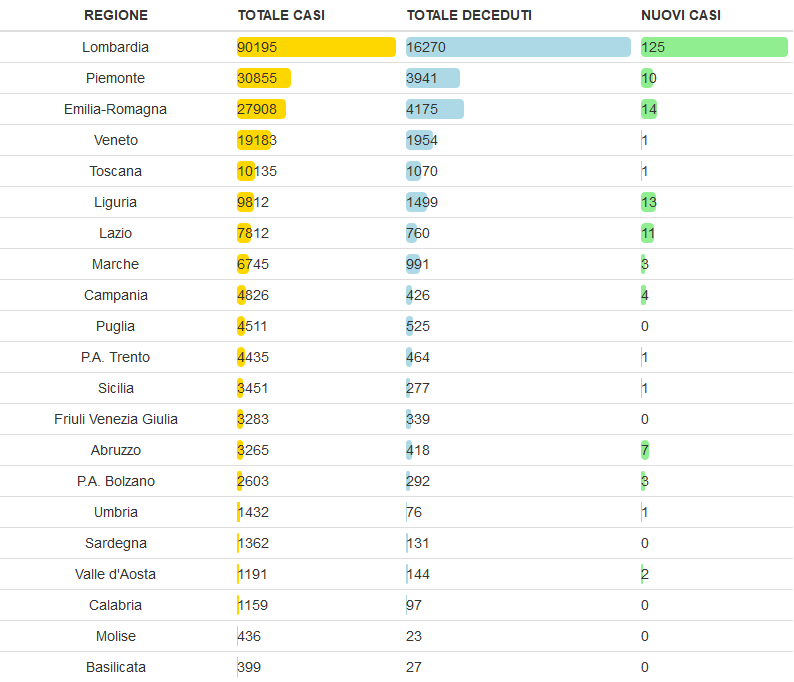 REGIONE TOTALE CASI TOTALE DECEDUTI NUOVI CASI
Lombardia 90195 16270 125
Piemonte 30855 3941 10
Emilia-Romagna 27908 4175 14
Veneto 19183 1954 1
Toscana 10135 1070 1
Liguria 9812 1499 13
Lazio 7812 760 11
Marche 6745 991 3
Campania 4826 426 4
Puglia 4511 525 0
P.A. Trento 4435 464 1
Sicilia 3451 277 1
Friuli Venezia Giulia 3283 339 0
Abruzzo 3265 418 7
P.A. Bolzano 2603 292 3
Umbria 1432 76 1
Sardegna 1362 131 0
Valle d'Aosta 1191 144 2
Calabria 1159 97 0
Molise 436 23 0
Basilicata 399 27 0